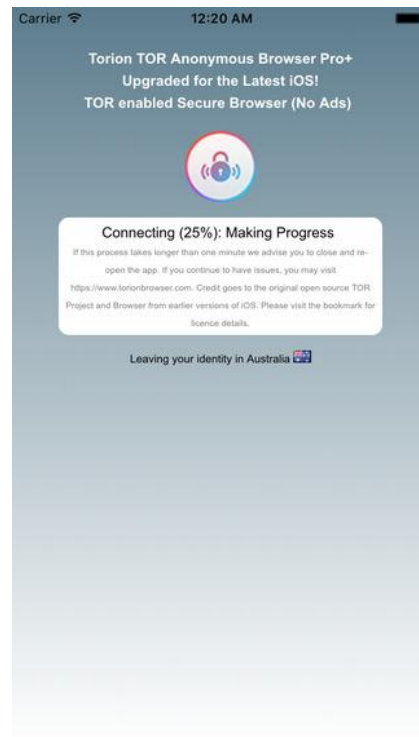 Carrier 12:20 AM
Torion TOR Anonymous Browser Pro+
Upgraded for the Latest iOS!
TOR enabled Secure Browser (No Ads)
Connecting (25%): Making Progress
If this process takes longer than one minute we advise you to close and re-
open the app. If you continue to have issues, you may visit
https://www.torionbrowser.com. Credit goes to the original open source TOR
Project and Browser from earlier versions of iOS. Please visit the bookmark for
licence details.
Leaving your identity in Australia 🇦🇺